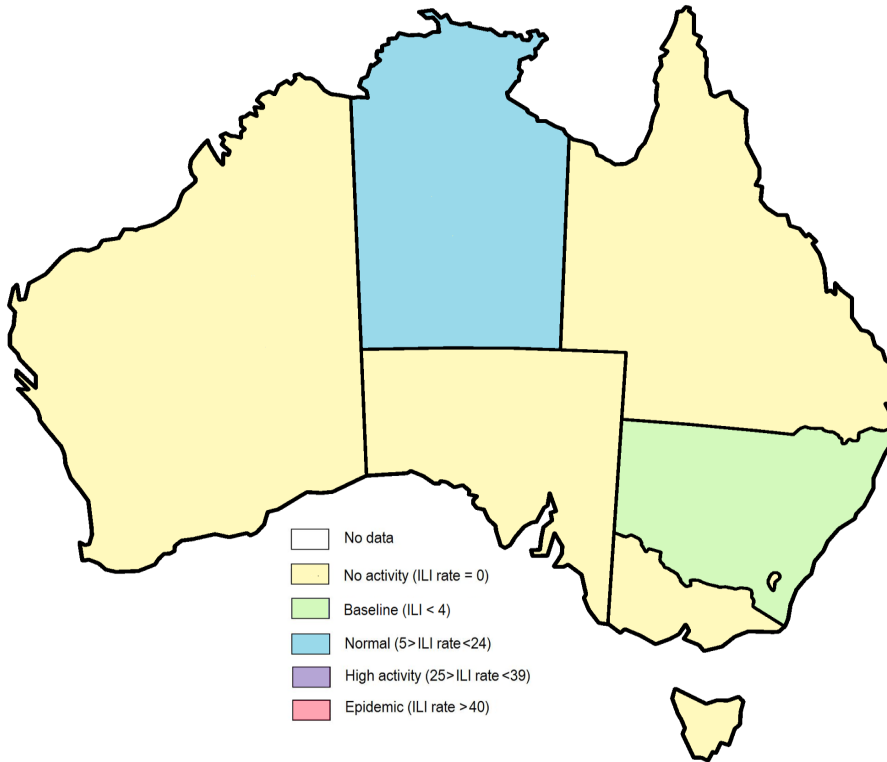 No data
No activity (ILI rate = 0)
Baseline (ILI < 4)
Normal (5>ILI rate<24)
High activity (25>ILI rate<39)
Epidemic (ILI rate >40)